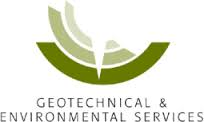 GEOTECHNICAL &
ENVIRONMENTAL SERVICES